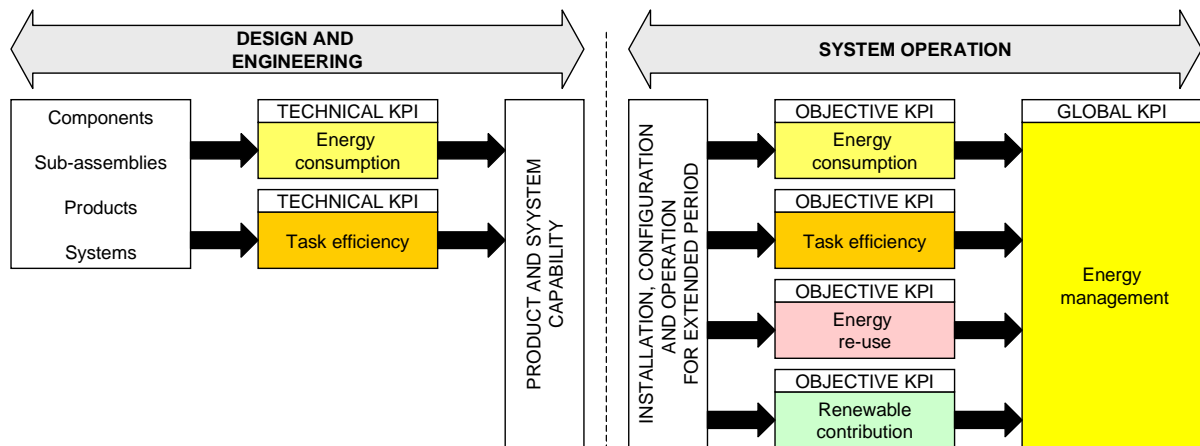 DESIGN AND
ENGINEERING
SYSTEM OPERATION
Components
Sub-assemblies
Products
Systems
TECHNICAL KPI
Energy
consumption
TECHNICAL KPI
Task efficiency
PRODUCT AND SYYSTEM
CAPABILITY
INSTALLATION, CONFIGURATION
AND OPERATION
FOR EXTENDED PERIOD
OBJECTIVE KPI
Energy
consumption
OBJECTIVE KPI
Task efficiency
OBJECTIVE KPI
Energy
re-use
OBJECTIVE KPI
Renewable
contribution
GLOBAL KPI
Energy
management